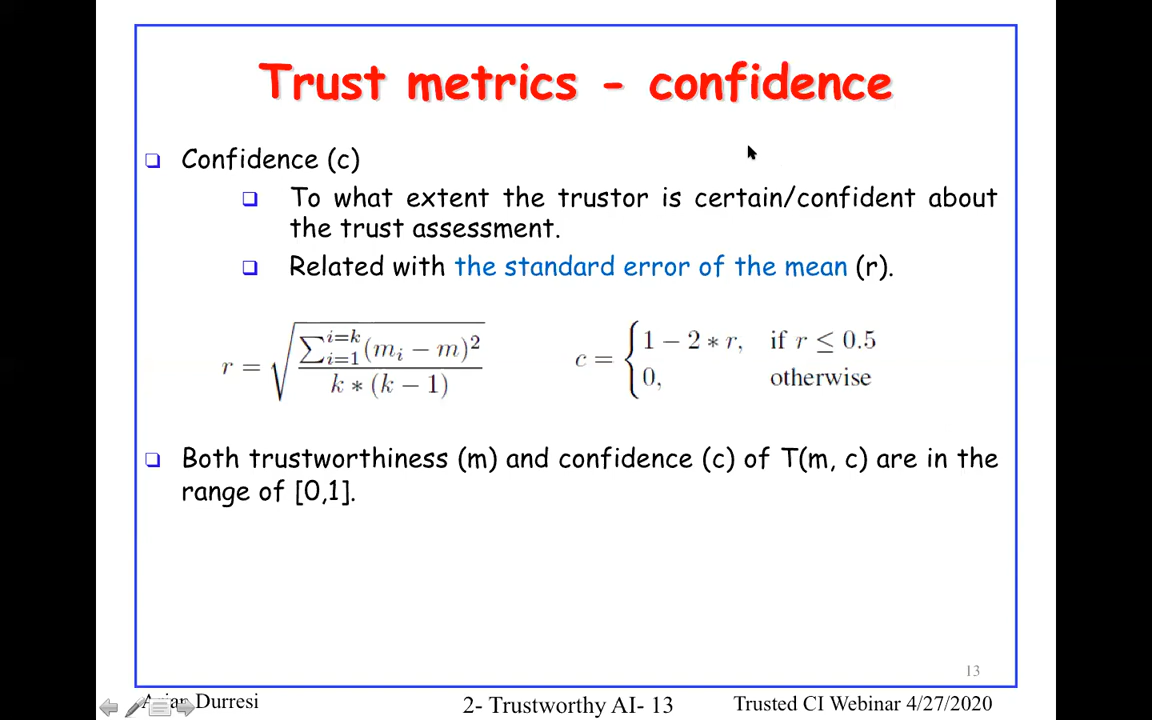 Trust metrics - confidence
Confidence (c)
To what extent the trustor is certain/confident about
the trust assessment.
Related with the standard error of the mean (r).
r = √(∑_{i=1}^{i=k} (m_i − m)² / k ∗ (k − 1))
c = { 1 − 2 ∗ r, if r ≤ 0.5
0, otherwise
Both trustworthiness (m) and confidence (c) of T(m, c) are in the
range of [0,1].
13
Durresi 2- Trustworthy AI- 13 Trusted CI Webinar 4/27/2020